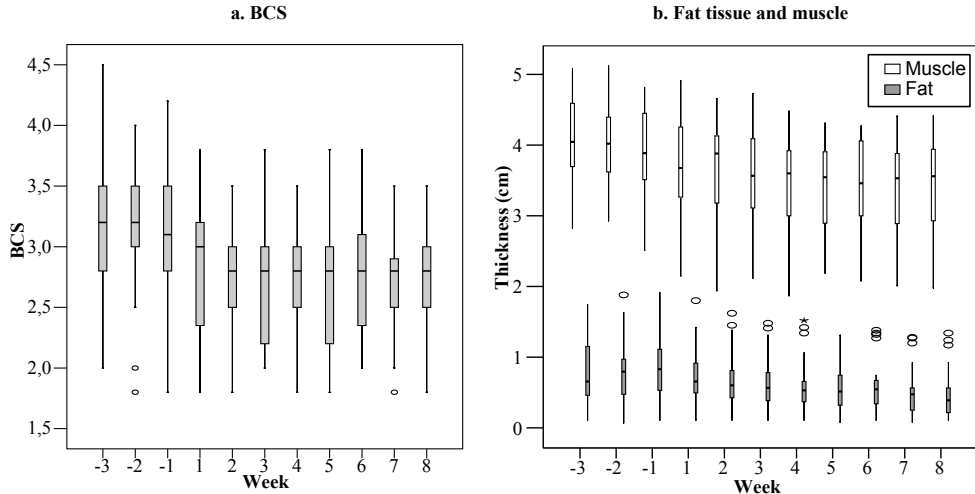 a. BCS
BCS
4,5
4,0
3,5
3,0
2,5
2,0
1,5
-3 -2 -1 1 2 3 4 5 6 7 8
Week
b. Fat tissue and muscle
Thickness (cm)
5
4
3
2
1
0
Muscle
Fat
-3 -2 -1 1 2 3 4 5 6 7 8
Week